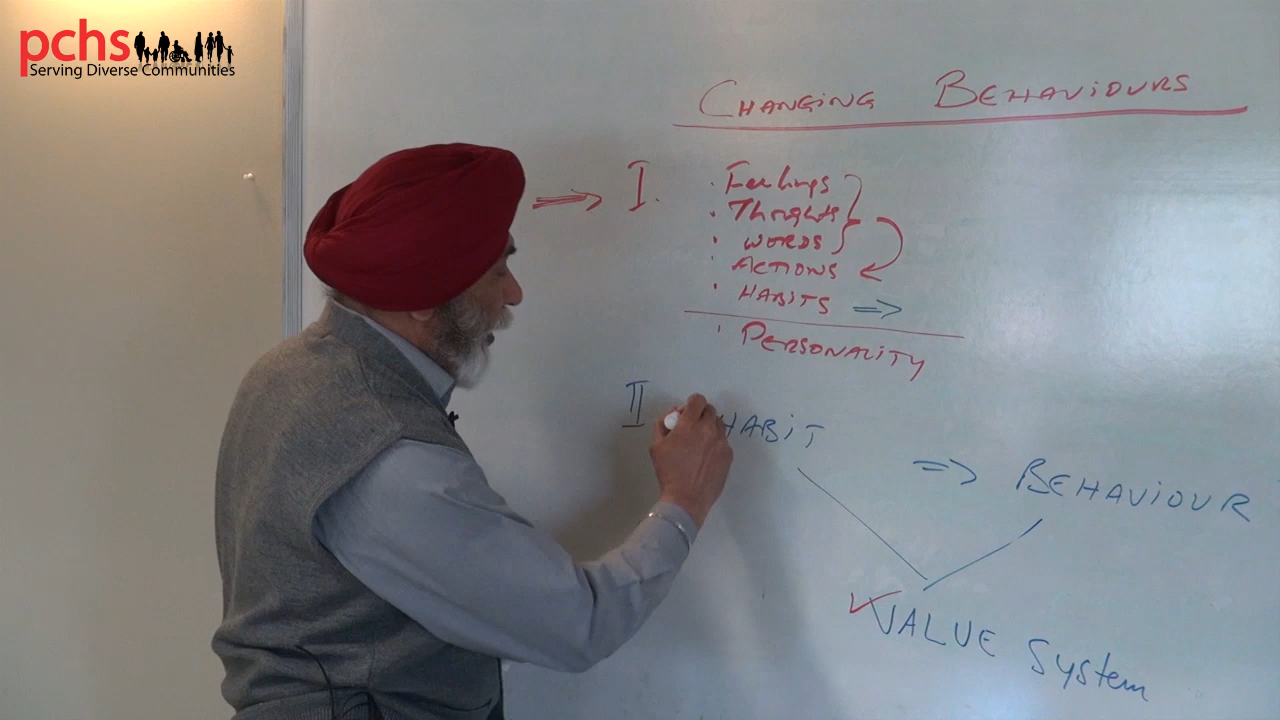 pchs
Serving Diverse Communities
CHANGING BEHAVIOURS
I. · Feelings
· Thoughts
· WORDS
· ACTIONS
· HABITS ⇒
· PERSONALITY
II HABIT
⇒ BEHAVIOUR
VALUE System